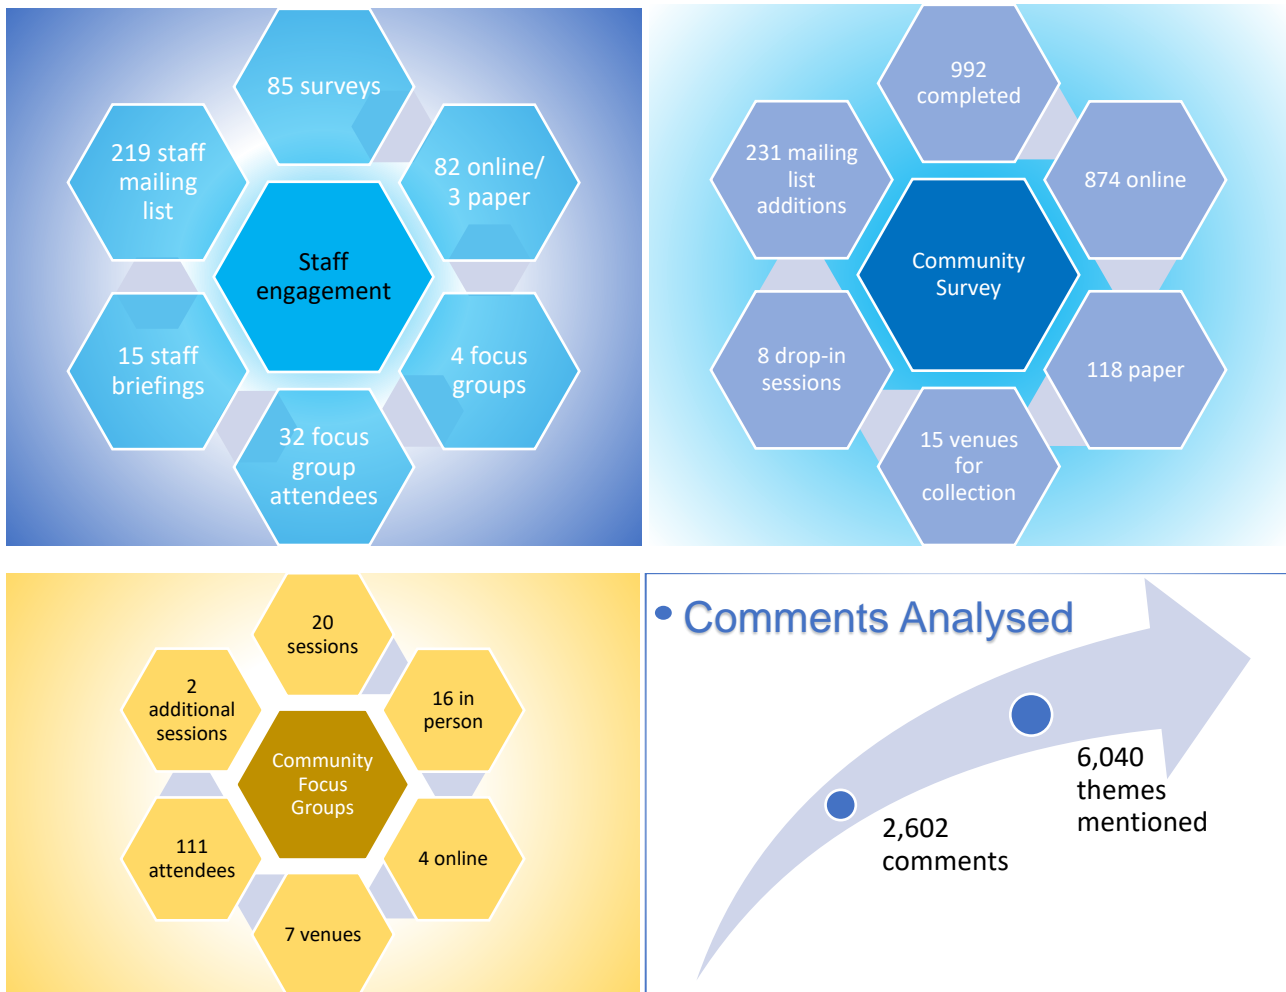 85 surveys
82 online/
3 paper
4 focus
groups
32 focus
group
attendees
15 staff
briefings
219 staff
mailing
list
Staff
engagement
992
completed
874 online
118 paper
15 venues
for
collection
8 drop-in
sessions
231 mailing
list
additions
Community
Survey
20
sessions
16 in
person
4 online
7 venues
111
attendees
2
additional
sessions
Community
Focus
Groups
• Comments Analysed
2,602
comments
6,040
themes
mentioned